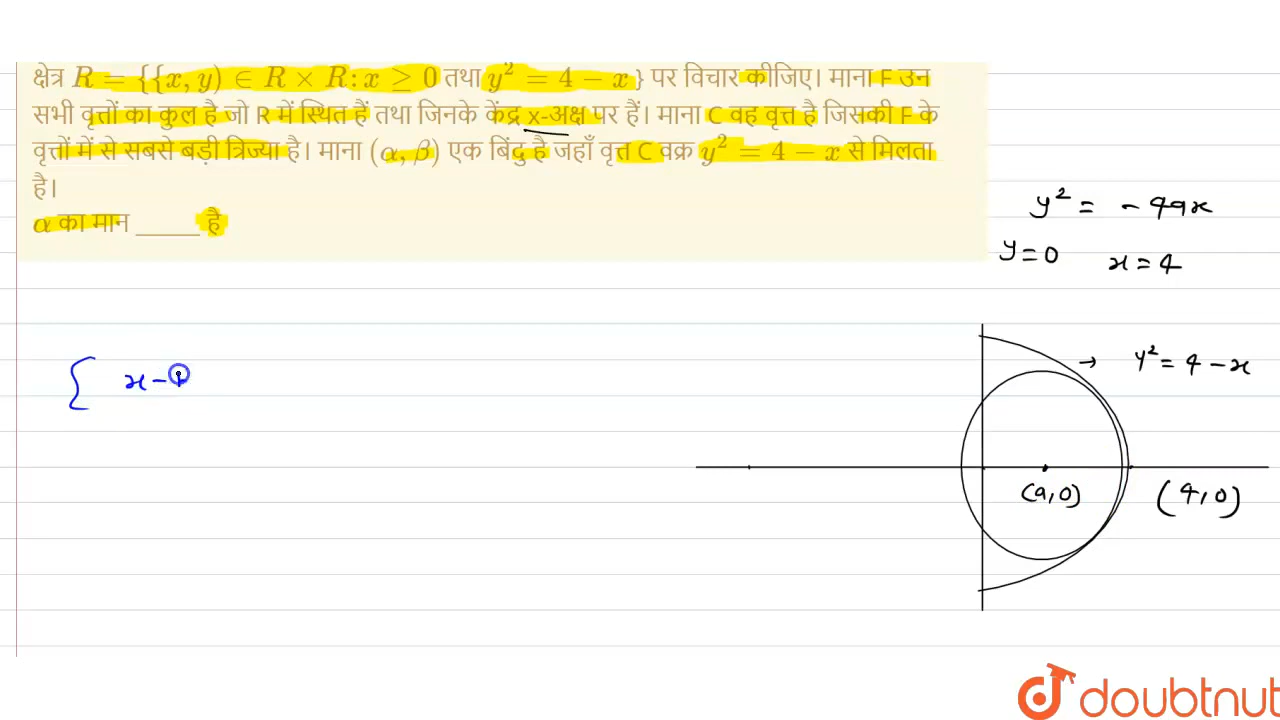 क्षेत्र R = {{x, y) ∈ R × R: x ≥ 0 तथा y² = 4 − x} पर विचार कीजिए। माना F उन
सभी वृत्तों का कुल है जो R में स्थित हैं तथा जिनके केंद्र x-अक्ष पर हैं। माना C वह वृत्त है जिसकी F के
वृत्तों में से सबसे बड़ी त्रिज्या है। माना (α, β) एक बिंदु है जहाँ वृत्त C वक्र y² = 4 − x से मिलता
है।
α का मान _____ है
y² = - 4ax
y = 0 x = 4
→ y² = 4 - x
{ x -
(a, 0) (4, 0)
doubtnut